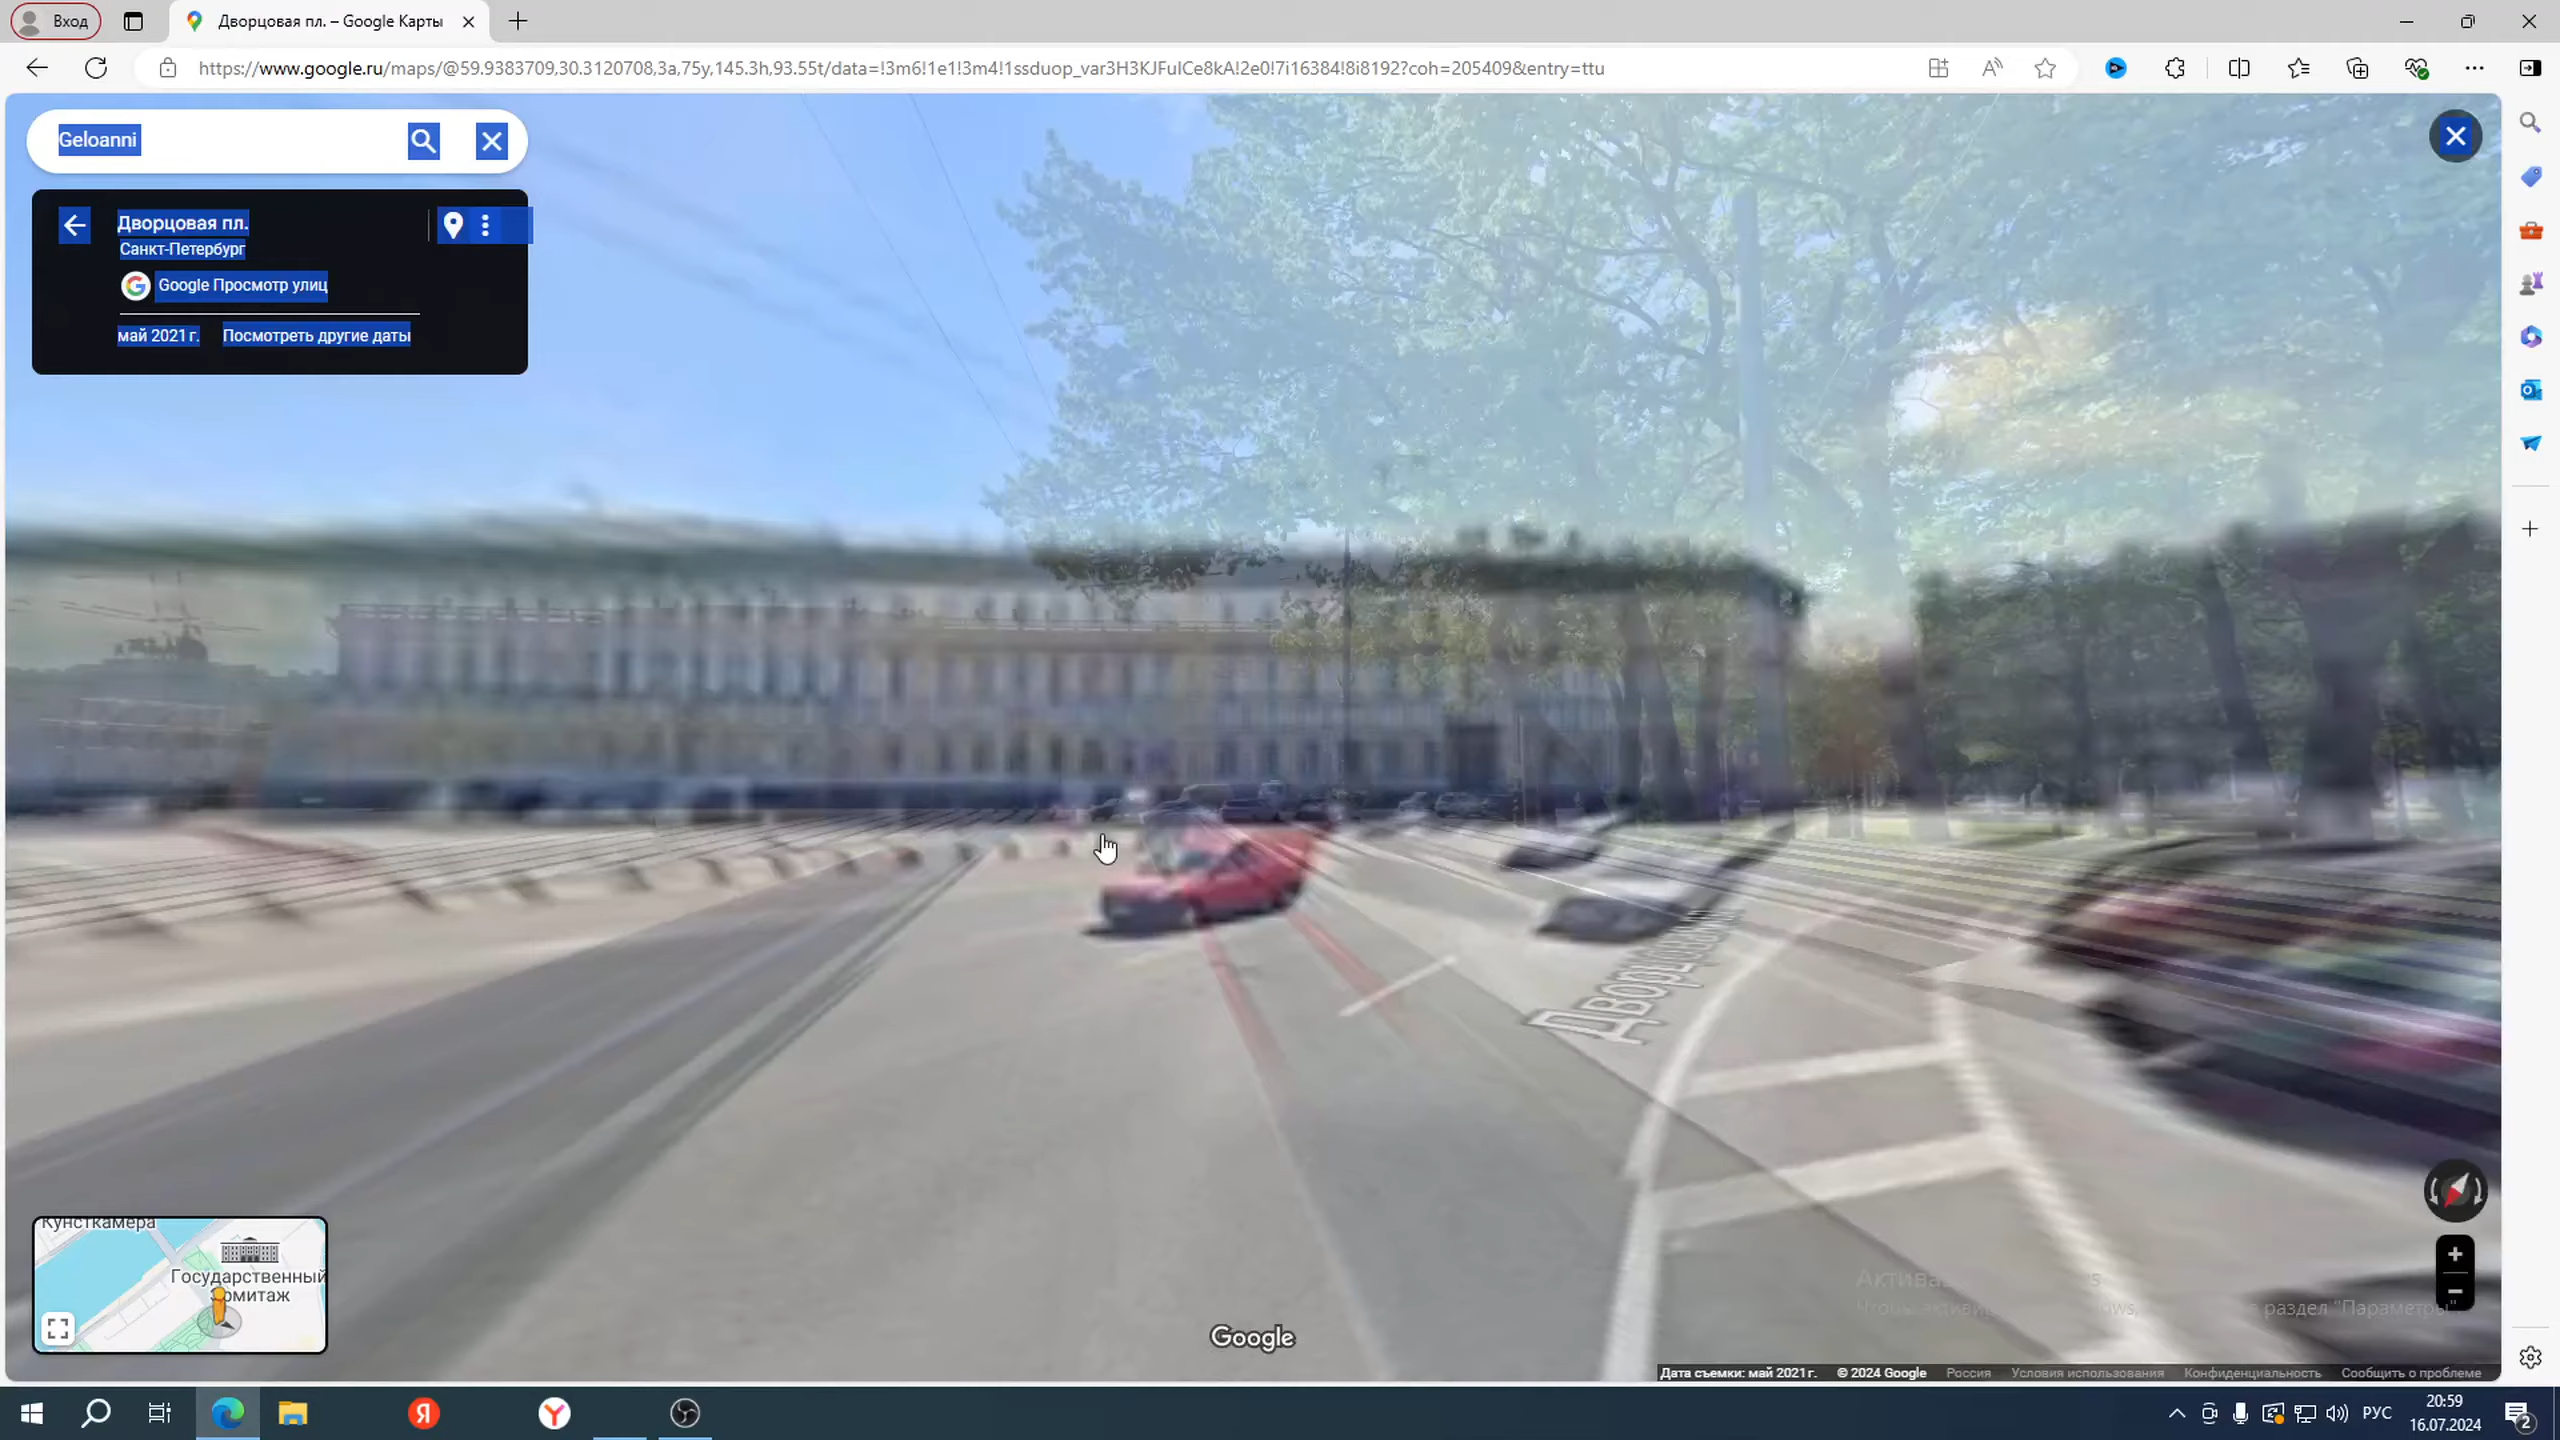 Вход
Дворцовая пл. – Google Карты
https://www.google.ru/maps/@59.9383709,30.3120708,3a,75y,145.3h,93.55t/data=!3m6!1e1!3m4!1ssduop_var3H3KJFulCe8kA!2e0!7i16384!8i8192?coh=205409&entry=ttu
Geloanni
Дворцовая пл.
Санкт-Петербург
Google Просмотр улиц
май 2021 г. Посмотреть другие даты
Кунсткамера
Государственный
Эрмитаж
Google
раздел "Параметры"
Дата съемки: май 2021 г. © 2024 Google Россия Условия использования Конфиденциальность Сообщить о проблеме
Я
Y
РУС
20:59
16.07.2024
2